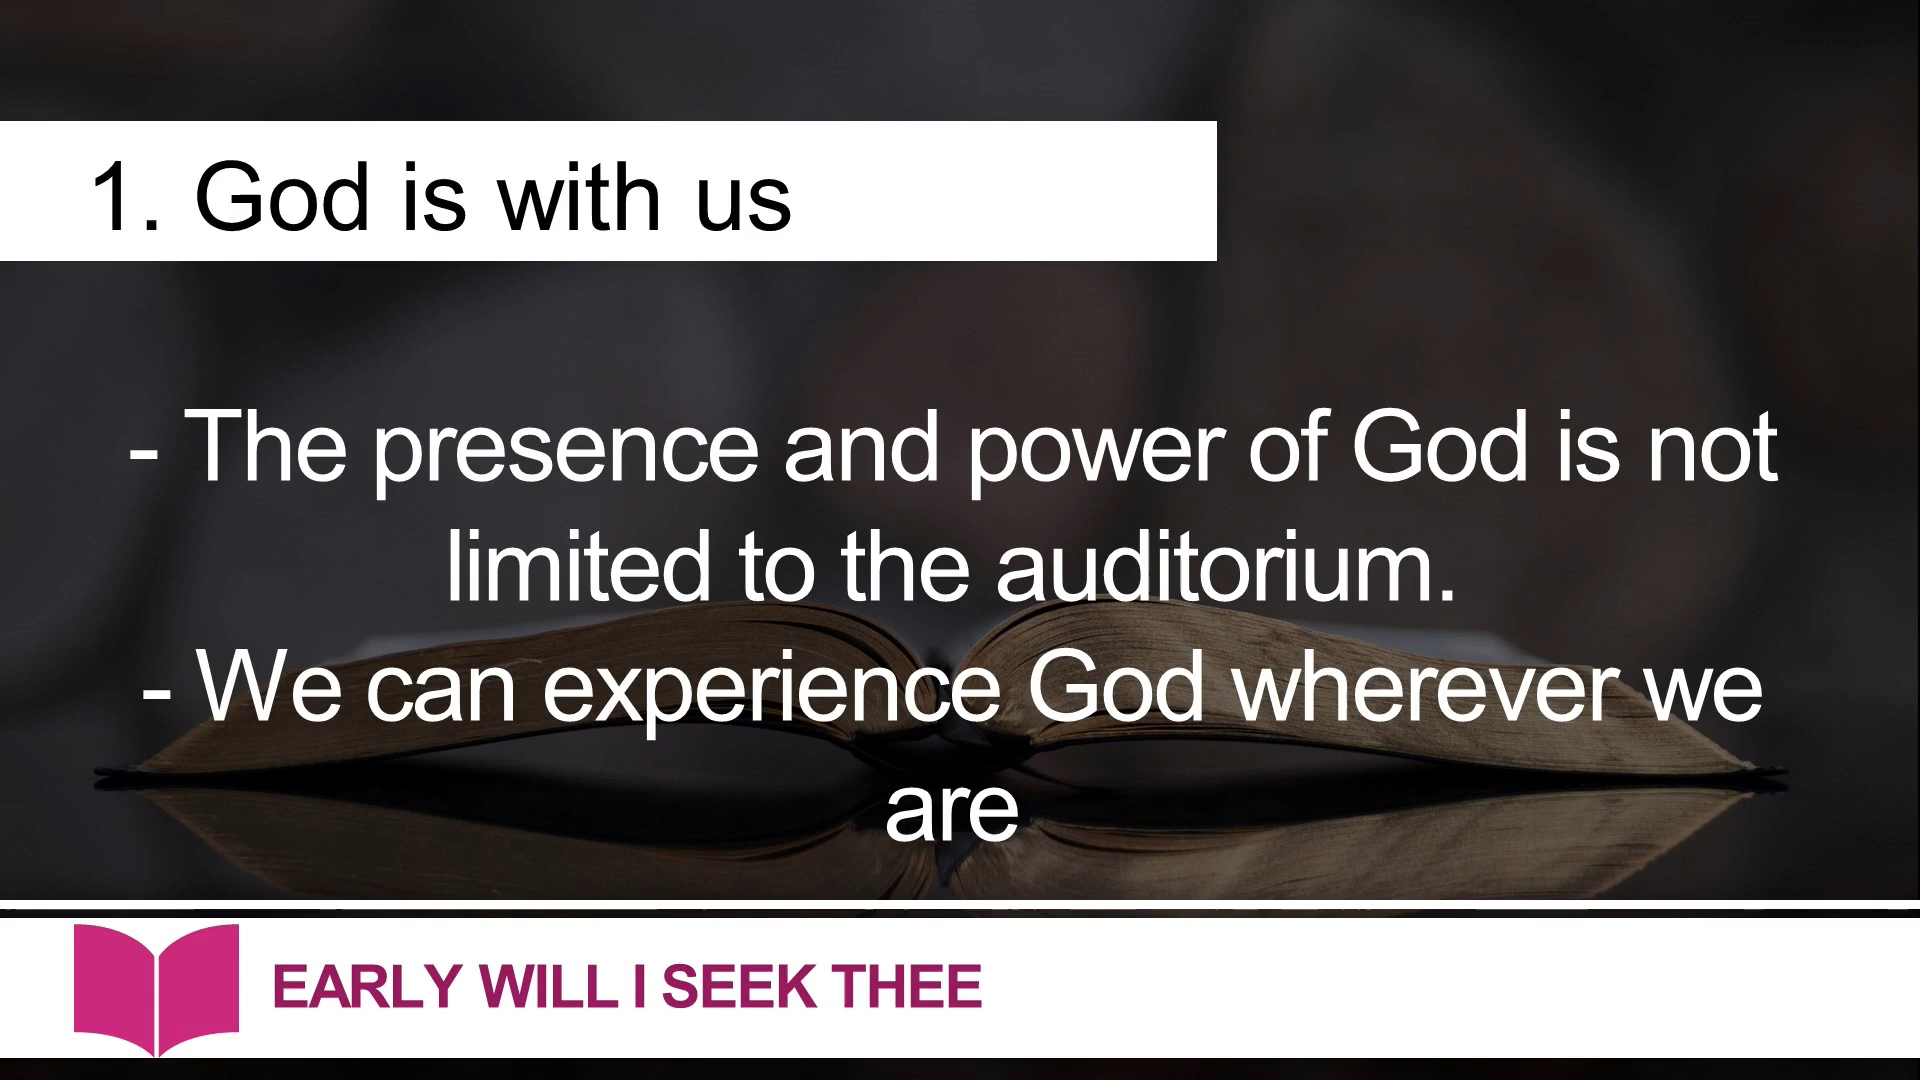 1. God is with us
- The presence and power of God is not
limited to the auditorium.
- We can experience God wherever we
are
EARLY WILL I SEEK THEE